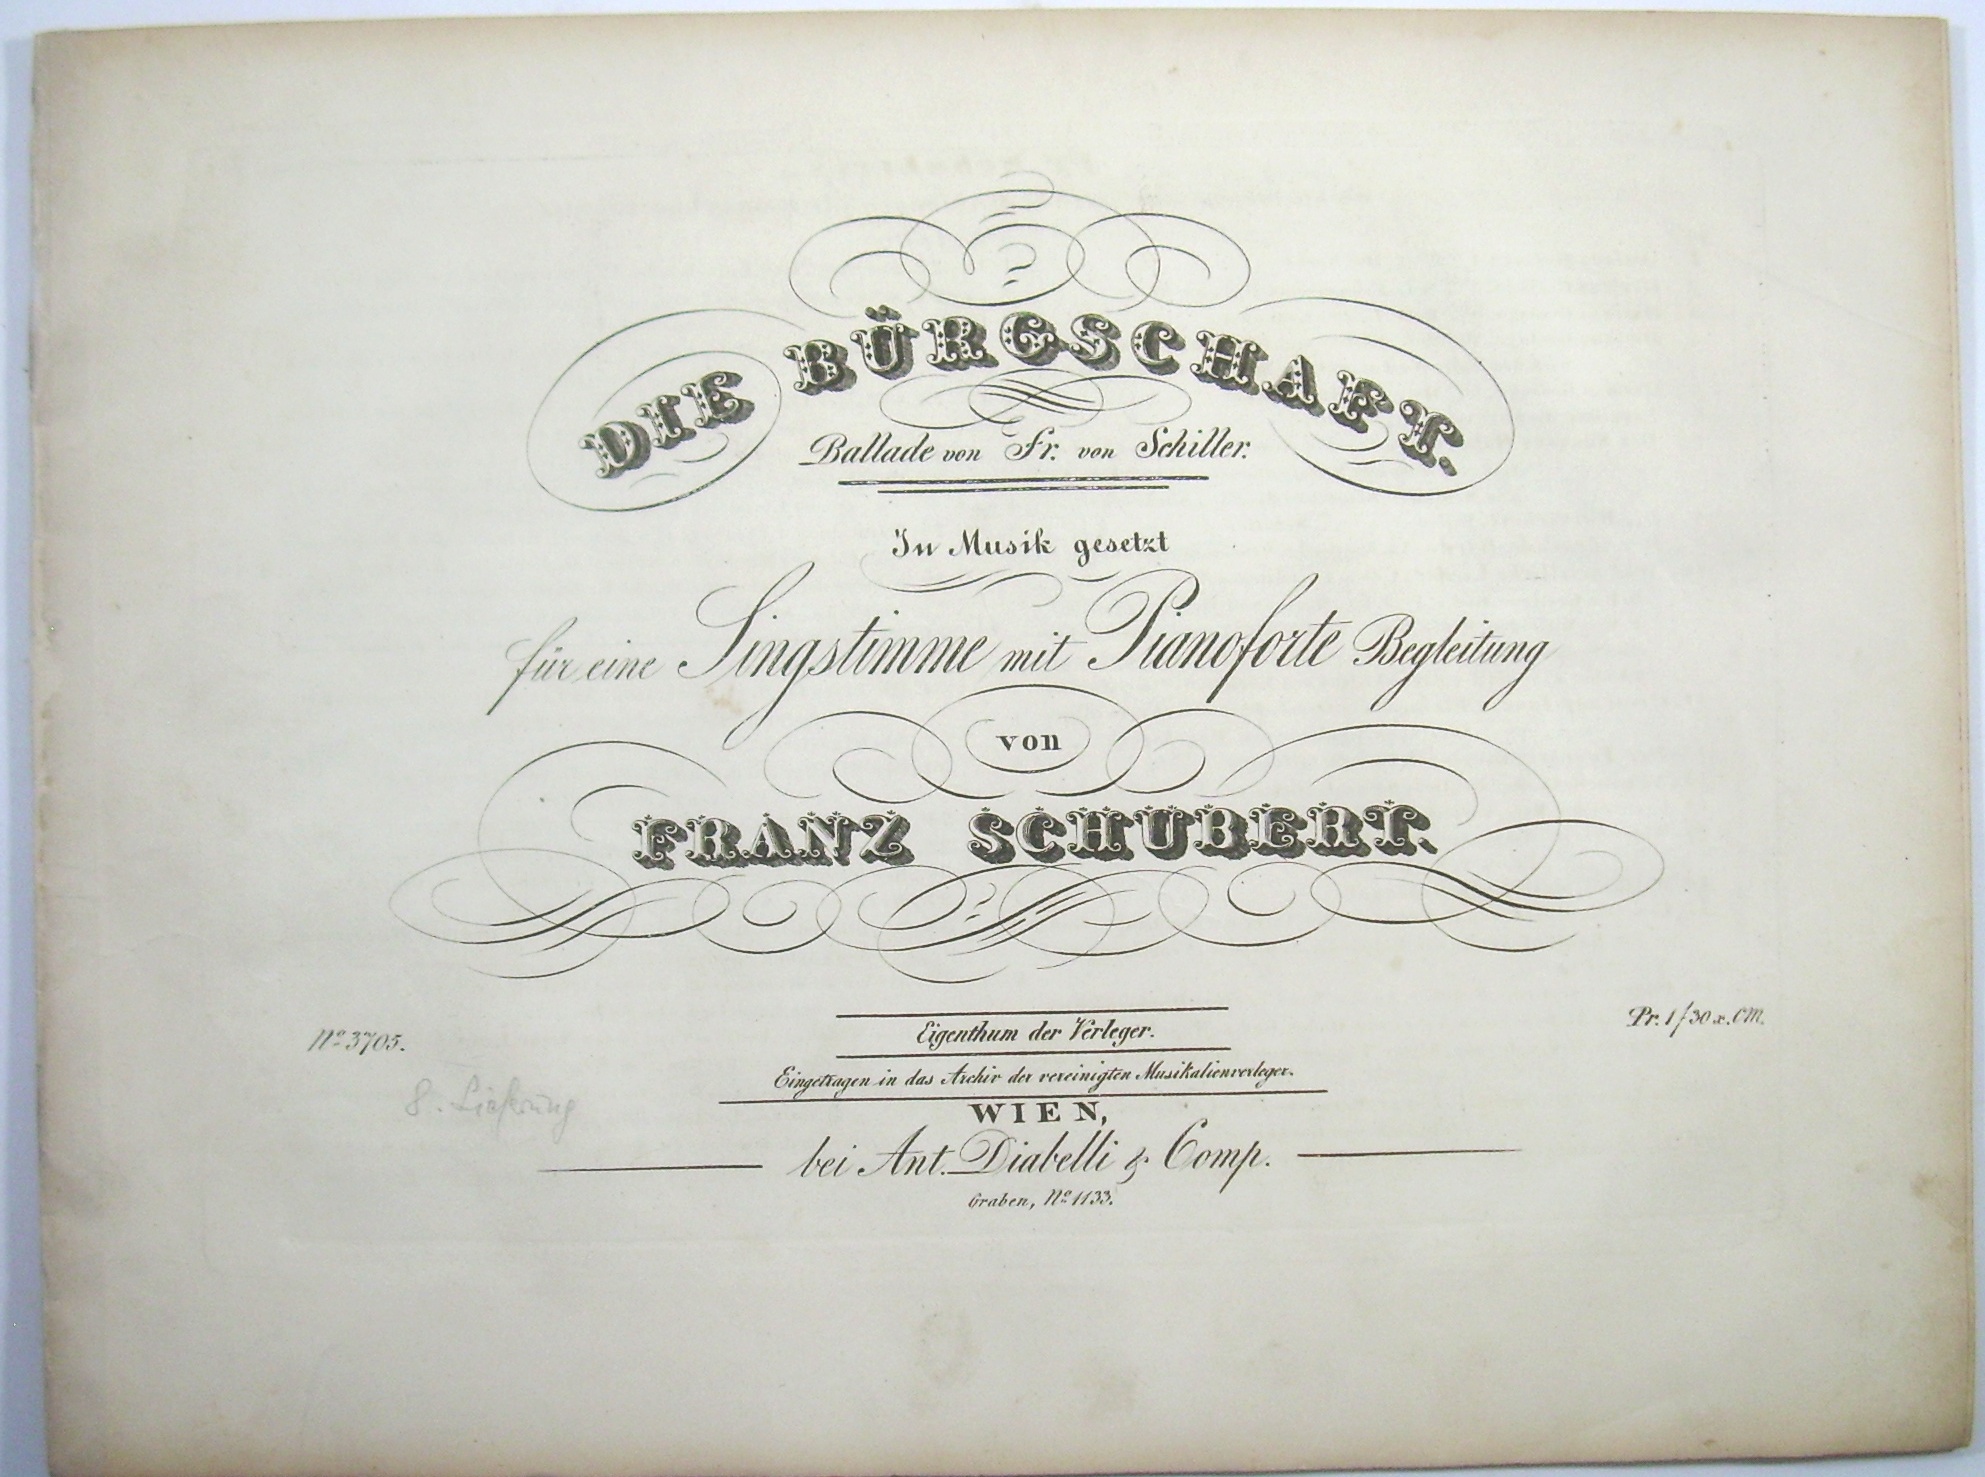 DIE BÜRGSCHAFT.
Ballade von Fr. von Schiller.
In Musik gesetzt
für eine Singstimme mit Pianoforte Begleitung
von
FRANZ SCHUBERT.
No 3705.
Pr. 1 f 30 x. CM.
Eigenthum der Verleger.
Eingetragen in das Archiv der vereinigten Musikalienverleger.
8. Lieferung
WIEN,
bei Ant. Diabelli & Comp.
Graben, No 1133.